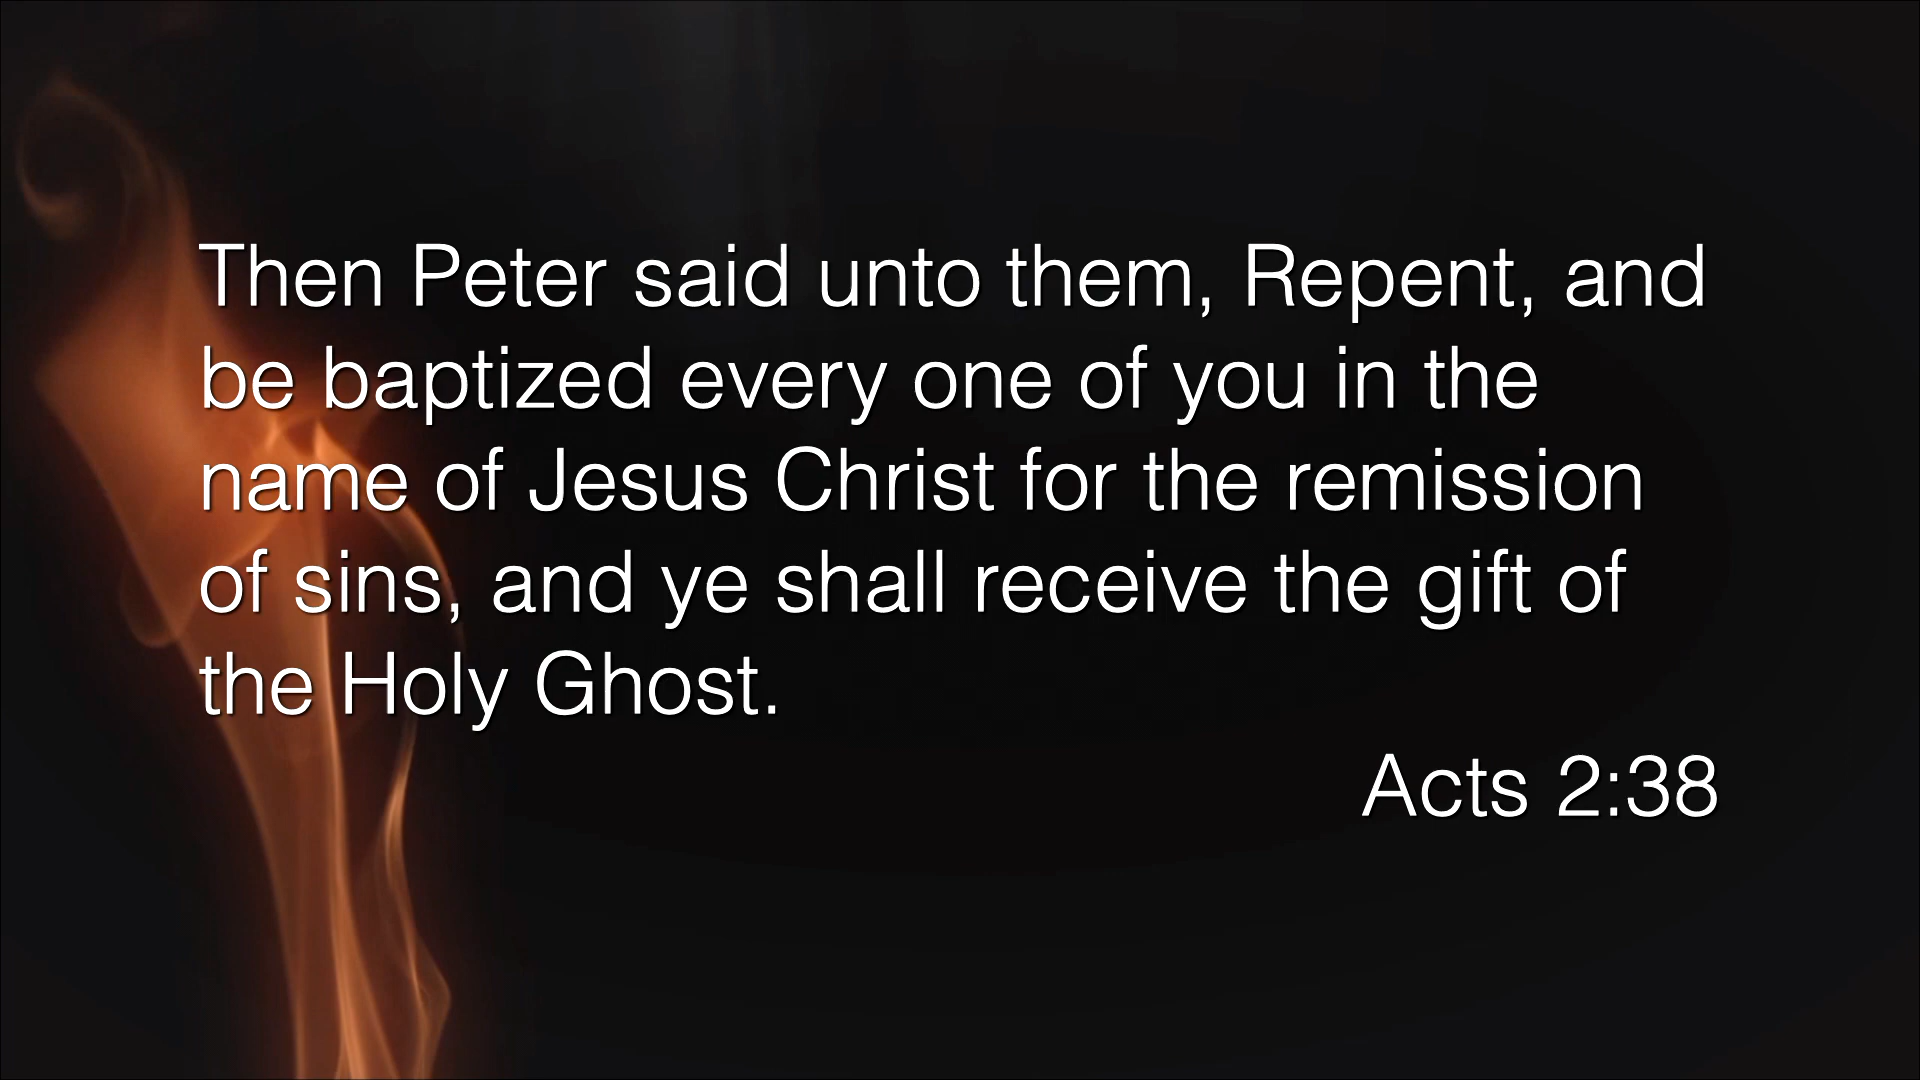 Then Peter said unto them, Repent, and
be baptized every one of you in the
name of Jesus Christ for the remission
of sins, and ye shall receive the gift of
the Holy Ghost.
Acts 2:38